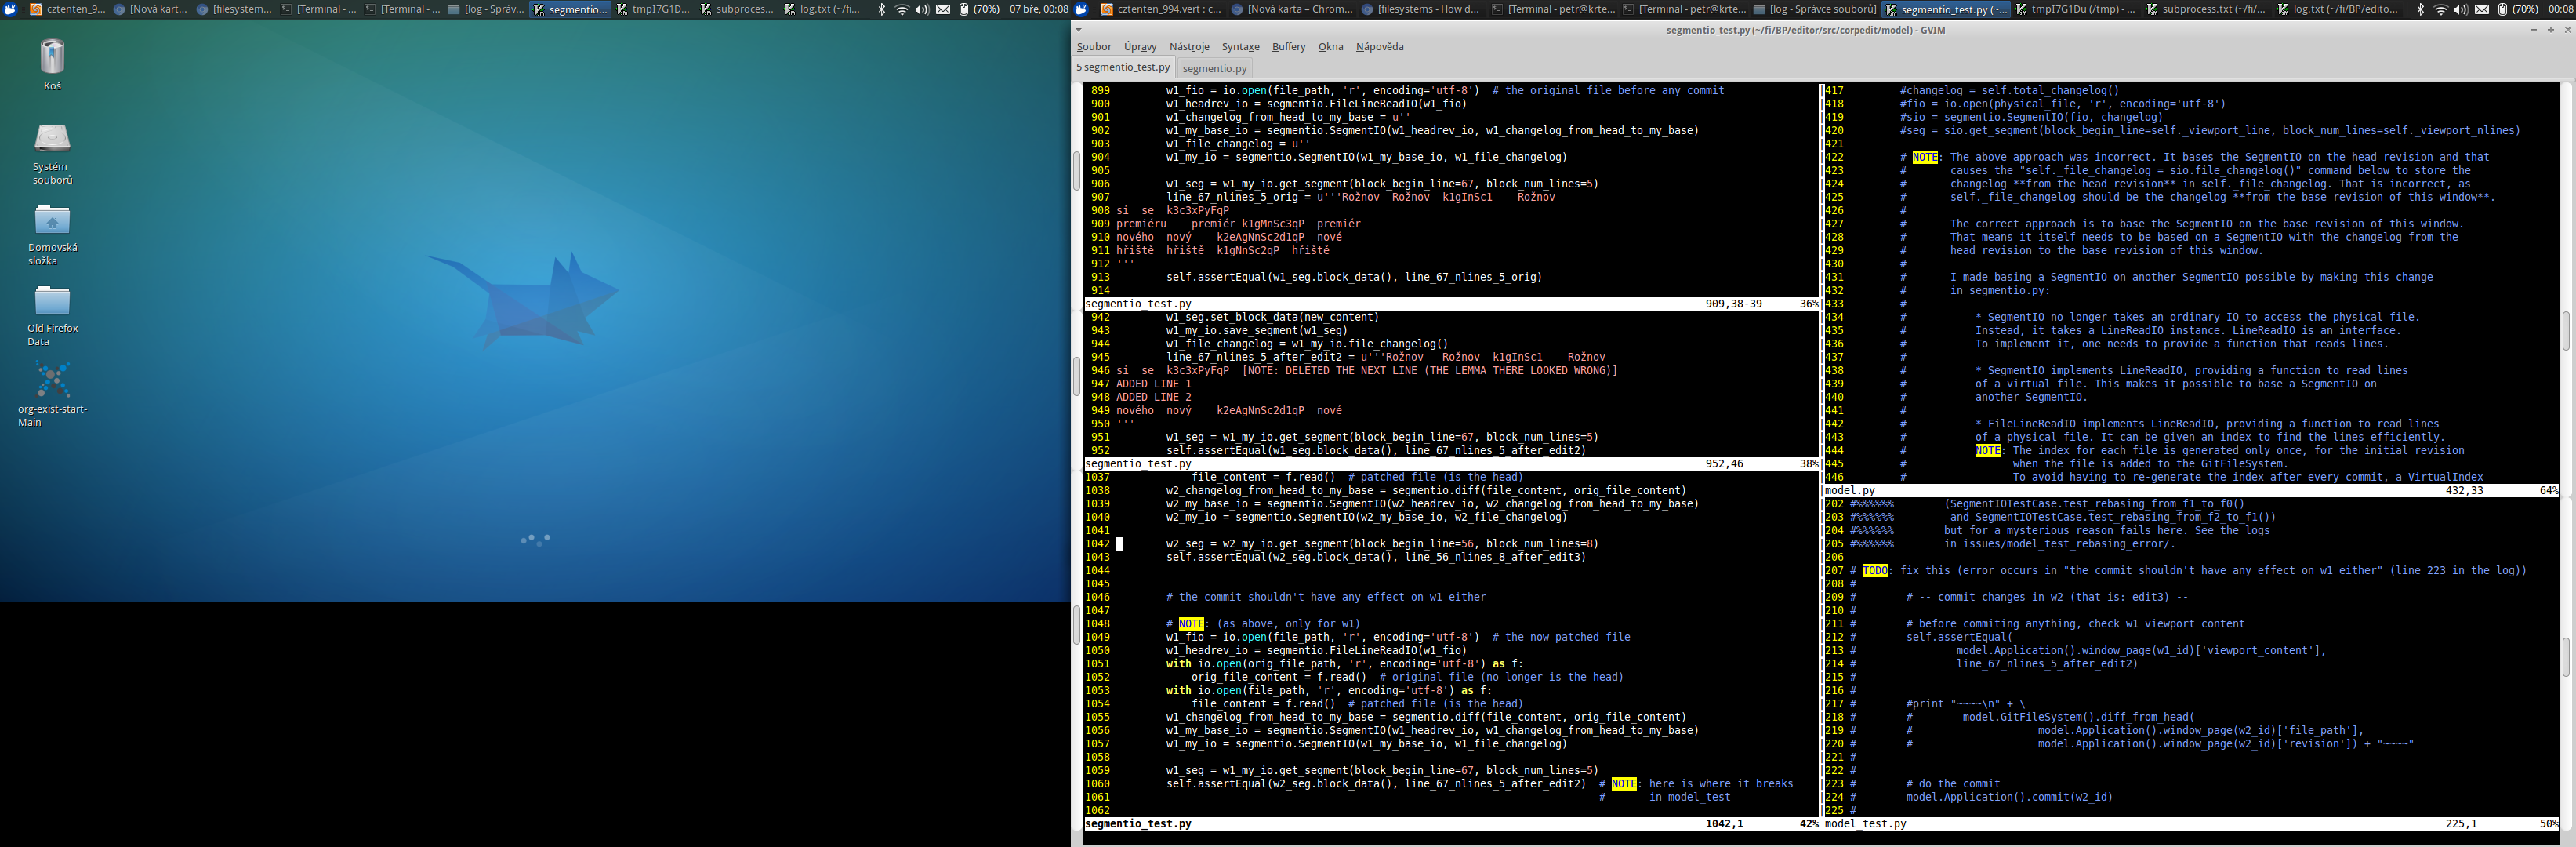 cztenten_9...
[Nová kart...
[filesystem...
[Terminal - ...
[Terminal - ...
[log - Správ...
segmentio...
tmpI7G1D...
subproces...
log.txt (~/fi...
(70%)
07 bře, 00:08
cztenten_994.vert : c...
[Nová karta – Chrom...
[filesystems - How d...
[Terminal - petr@krte...
[Terminal - petr@krte...
[log - Správce souborů]
segmentio_test.py (~...
tmpI7G1Du (/tmp) - ...
subprocess.txt (~/fi/...
log.txt (~/fi/BP/edito...
(70%)
00:08
Koš
Systém
souborů
Domovská
složka
Old Firefox
Data
org-exist-start-
Main
segmentio_test.py (~/fi/BP/editor/src/corpedit/model) - GVIM
Soubor Úpravy Nástroje Syntaxe Buffery Okna Nápověda
5 segmentio_test.py segmentio.py
899 w1_fio = io.open(file_path, 'r', encoding='utf-8')  # the original file before any commit
900 w1_headrev_io = segmentio.FileLineReadIO(w1_fio)
901 w1_changelog_from_head_to_my_base = u''
902 w1_my_base_io = segmentio.SegmentIO(w1_headrev_io, w1_changelog_from_head_to_my_base)
903 w1_file_changelog = u''
904 w1_my_io = segmentio.SegmentIO(w1_my_base_io, w1_file_changelog)
905
906 w1_seg = w1_my_io.get_segment(block_begin_line=67, block_num_lines=5)
907 line_67_nlines_5_orig = u'''Rožnov  Rožnov  k1gInSc1    Rožnov
908 si  se  k3c3xPyFqP
909 premiéru    premiér k1gMnSc3qP  premiér
910 nového  nový    k2eAgNnSc2d1qP  nové
911 hřiště  hřiště  k1gNnSc2qP  hřiště
912 '''
913 self.assertEqual(w1_seg.block_data(), line_67_nlines_5_orig)
914
segmentio_test.py 909,38-39 36%
942 w1_seg.set_block_data(new_content)
943 w1_my_io.save_segment(w1_seg)
944 w1_file_changelog = w1_my_io.file_changelog()
945 line_67_nlines_5_after_edit2 = u'''Rožnov   Rožnov  k1gInSc1    Rožnov
946 si  se  k3c3xPyFqP  [NOTE: DELETED THE NEXT LINE (THE LEMMA THERE LOOKED WRONG)]
947 ADDED LINE 1
948 ADDED LINE 2
949 nového  nový    k2eAgNnSc2d1qP  nové
950 '''
951 w1_seg = w1_my_io.get_segment(block_begin_line=67, block_num_lines=5)
952 self.assertEqual(w1_seg.block_data(), line_67_nlines_5_after_edit2)
segmentio_test.py 952,46 38%
1037 file_content = f.read()  # patched file (is the head)
1038 w2_changelog_from_head_to_my_base = segmentio.diff(file_content, orig_file_content)
1039 w2_my_base_io = segmentio.SegmentIO(w2_headrev_io, w2_changelog_from_head_to_my_base)
1040 w2_my_io = segmentio.SegmentIO(w2_my_base_io, w2_file_changelog)
1041
1042 w2_seg = w2_my_io.get_segment(block_begin_line=56, block_num_lines=8)
1043 self.assertEqual(w2_seg.block_data(), line_56_nlines_8_after_edit3)
1044
1045
1046 # the commit shouldn't have any effect on w1 either
1047
1048 # NOTE: (as above, only for w1)
1049 w1_fio = io.open(file_path, 'r', encoding='utf-8')  # the now patched file
1050 w1_headrev_io = segmentio.FileLineReadIO(w1_fio)
1051 with io.open(orig_file_path, 'r', encoding='utf-8') as f:
1052 orig_file_content = f.read()  # original file (no longer is the head)
1053 with io.open(file_path, 'r', encoding='utf-8') as f:
1054 file_content = f.read()  # patched file (is the head)
1055 w1_changelog_from_head_to_my_base = segmentio.diff(file_content, orig_file_content)
1056 w1_my_base_io = segmentio.SegmentIO(w1_headrev_io, w1_changelog_from_head_to_my_base)
1057 w1_my_io = segmentio.SegmentIO(w1_my_base_io, w1_file_changelog)
1058
1059 w1_seg = w1_my_io.get_segment(block_begin_line=67, block_num_lines=5)
1060 self.assertEqual(w2_seg.block_data(), line_67_nlines_5_after_edit2)  # NOTE: here is where it breaks
1061 #       in model_test
1062
segmentio_test.py 1042,1 42%
417 #changelog = self.total_changelog()
418 #fio = io.open(physical_file, 'r', encoding='utf-8')
419 #sio = segmentio.SegmentIO(fio, changelog)
420 #seg = sio.get_segment(block_begin_line=self._viewport_line, block_num_lines=self._viewport_nlines)
421
422 # NOTE: The above approach was incorrect. It bases the SegmentIO on the head revision and that
423 #       causes the "self._file_changelog = sio.file_changelog()" command below to store the
424 #       changelog **from the head revision** in self._file_changelog. That is incorrect, as
425 #       self._file_changelog should be the changelog **from the base revision of this window**.
426 #
427 #       The correct approach is to base the SegmentIO on the base revision of this window.
428 #       That means it itself needs to be based on a SegmentIO with the changelog from the
429 #       head revision to the base revision of this window.
430 #
431 #       I made basing a SegmentIO on another SegmentIO possible by making this change
432 #       in segmentio.py:
433 #
434 #           * SegmentIO no longer takes an ordinary IO to access the physical file.
435 #           Instead, it takes a LineReadIO instance. LineReadIO is an interface.
436 #           To implement it, one needs to provide a function that reads lines.
437 #
438 #           * SegmentIO implements LineReadIO, providing a function to read lines
439 #           of a virtual file. This makes it possible to base a SegmentIO on
440 #           another SegmentIO.
441 #
442 #           * FileLineReadIO implements LineReadIO, providing a function to read lines
443 #           of a physical file. It can be given an index to find the lines efficiently.
444 #           NOTE: The index for each file is generated only once, for the initial revision
445 #                 when the file is added to the GitFileSystem.
446 #                 To avoid having to re-generate the index after every commit, a VirtualIndex
model.py 432,33 64%
202 #%%%%%%        (SegmentIOTestCase.test_rebasing_from_f1_to_f0()
203 #%%%%%%         and SegmentIOTestCase.test_rebasing_from_f2_to_f1())
204 #%%%%%%        but for a mysterious reason fails here. See the logs
205 #%%%%%%        in issues/model_test_rebasing_error/.
206
207 # TODO: fix this (error occurs in "the commit shouldn't have any effect on w1 either" (line 223 in the log))
208 #
209 #        # -- commit changes in w2 (that is: edit3) --
210 #
211 #        # before commiting anything, check w1 viewport content
212 #        self.assertEqual(
213 #                model.Application().window_page(w1_id)['viewport_content'],
214 #                line_67_nlines_5_after_edit2)
215 #
216 #
217 #        #print "~~~~\n" + \
218 #        #        model.GitFileSystem().diff_from_head(
219 #        #                    model.Application().window_page(w2_id)['file_path'],
220 #        #                    model.Application().window_page(w2_id)['revision']) + "~~~~"
221 #
222 #
223 #        # do the commit
224 #        model.Application().commit(w2_id)
225 #
model_test.py 225,1 50%